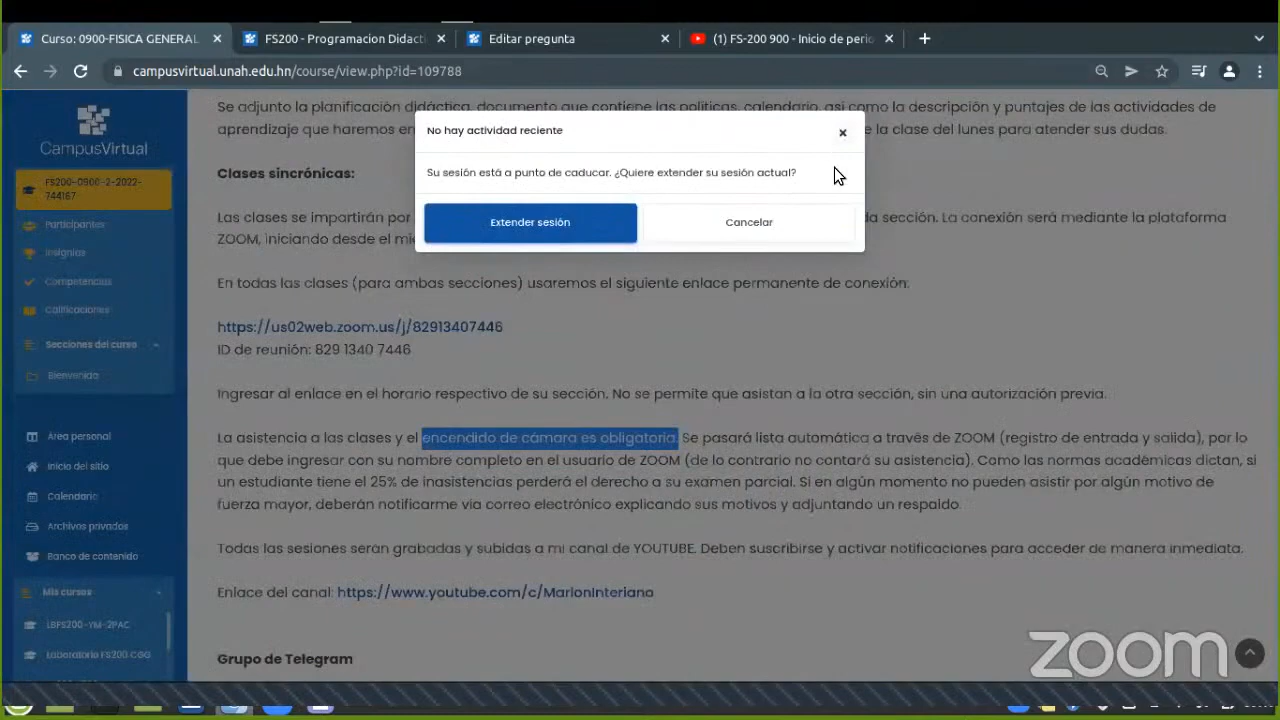 Curso: 0900-FISICA GENERAL
FS200 - Programacion Didacti
Editar pregunta
(1) FS-200 900 - Inicio de perio
campusvirtual.unah.edu.hn/course/view.php?id=109788
CampusVirtual
FS200-0900-2-2022-
744167
Participantes
Insignias
Competencias
Calificaciones
Secciones del curso
Bienvenida
Área personal
Inicio del sitio
Calendario
Archivos privados
Banco de contenido
Mis cursos
LBFS200-YM-2PAC
Laboratorio FS200 CGG
Se adjunto la planificación didáctica, documento que contiene las políticas, calendario, así como la descripción y puntajes de las actividades de
aprendizaje que haremos en la clase del lunes para atender sus dudas.
No hay actividad reciente
Su sesión está a punto de caducar. ¿Quiere extender su sesión actual?
Extender sesión
Cancelar
Clases sincrónicas:
Las clases se impartirán por sección. La conexión será mediante la plataforma
ZOOM, iniciando desde el
En todas las clases (para ambas secciones) usaremos el siguiente enlace permanente de conexión:
https://us02web.zoom.us/j/82913407446
ID de reunión: 829 1340 7446
Ingresar al enlace en el horario respectivo de su sección. No se permite que asistan a la otra sección, sin una autorización previa.
La asistencia a las clases y el encendido de cámara es obligatoria. Se pasará lista automática a través de ZOOM (registro de entrada y salida), por lo
que debe ingresar con su nombre completo en el usuario de ZOOM (de lo contrario no contará su asistencia). Como las normas académicas dictan, si
un estudiante tiene el 25% de inasistencias perderá el derecho a su examen parcial. Si en algún momento no pueden asistir por algún motivo de
fuerza mayor, deberán notificarme via correo electrónico explicando sus motivos y adjuntando un respaldo.
Todas las sesiones serán grabadas y subidas a mi canal de YOUTUBE. Deben suscribirse y activar notificaciones para acceder de manera inmediata.
Enlace del canal: https://www.youtube.com/c/MarlonInteriano
Grupo de Telegram
zoom